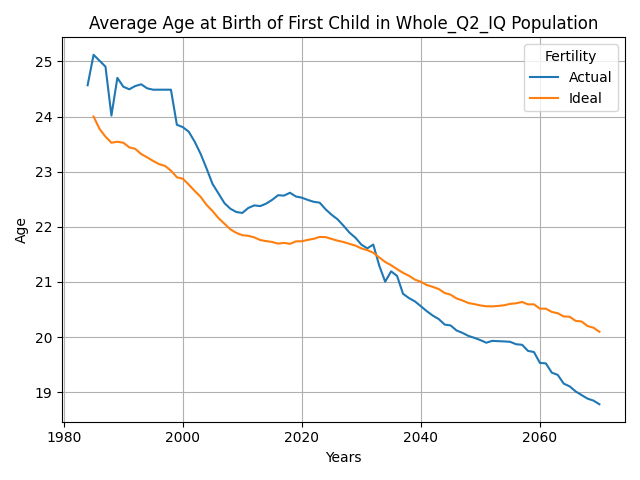 Average Age at Birth of First Child in Whole_Q2_IQ Population
Fertility
Actual
Ideal
Age
25
24
23
22
21
20
19
1980
2000
2020
2040
2060
Years